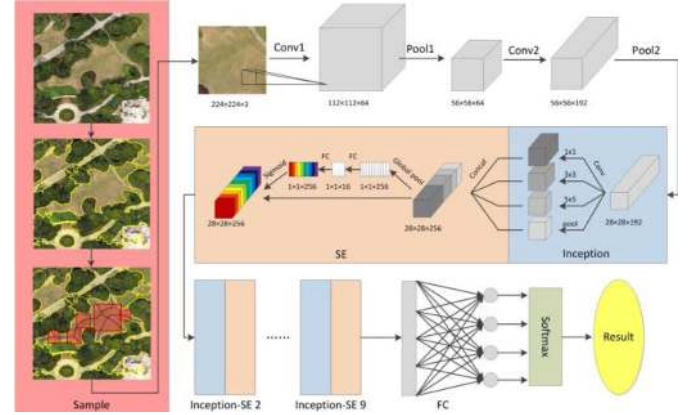 Conv1
Pool1
Conv2
Pool2
224×224×3
112×112×64
56×56×64
56×56×192
Sigmoid
FC
FC
Global pool
Concat
1×1
3×3
5×5
pool
Conv
1×1×256
1×1×16
1×1×256
28×28×256
28×28×256
28×28×192
SE
Inception
......
Softmax
Result
Sample
Inception-SE 2
Inception-SE 9
FC